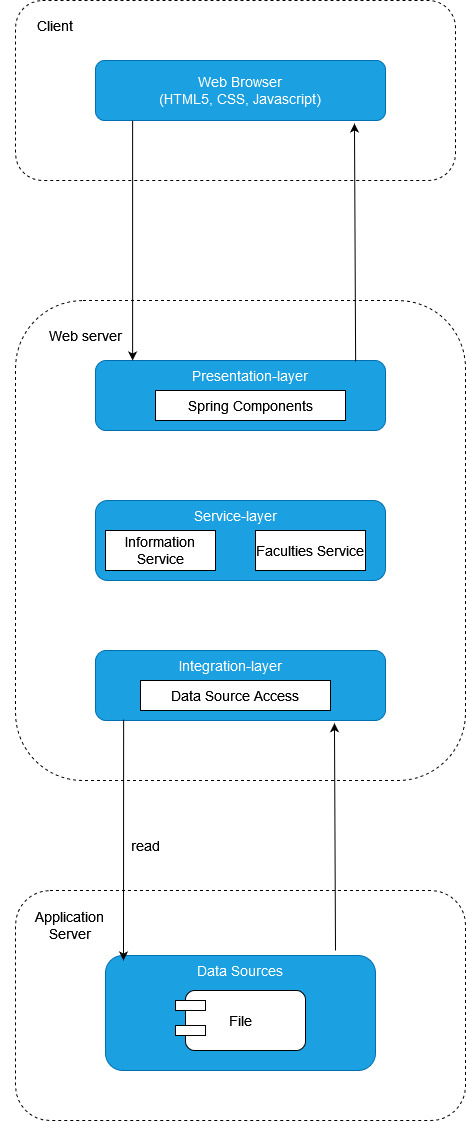 Client
Web Browser
(HTML5, CSS, Javascript)
Web server
Presentation-layer
Spring Components
Service-layer
Information
Service
Faculties Service
Integration-layer
Data Source Access
read
Application
Server
Data Sources
File